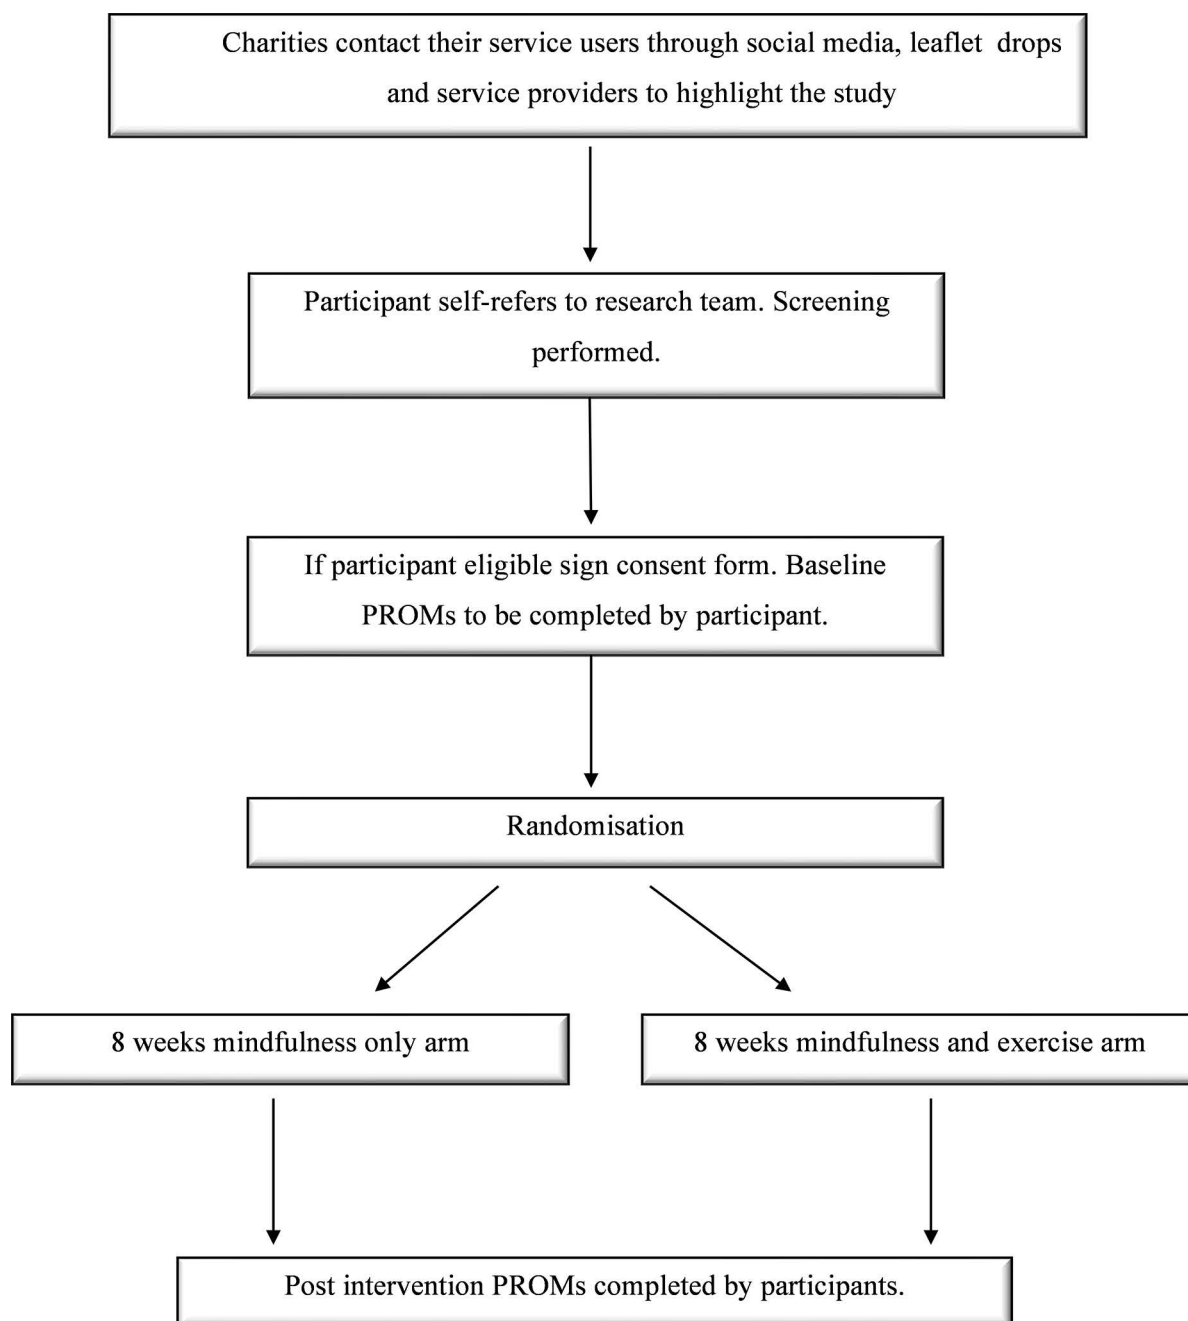 Charities contact their service users through social media, leaflet drops
and service providers to highlight the study
Participant self-refers to research team. Screening
performed.
If participant eligible sign consent form. Baseline
PROMs to be completed by participant.
Randomisation
8 weeks mindfulness only arm
8 weeks mindfulness and exercise arm
Post intervention PROMs completed by participants.